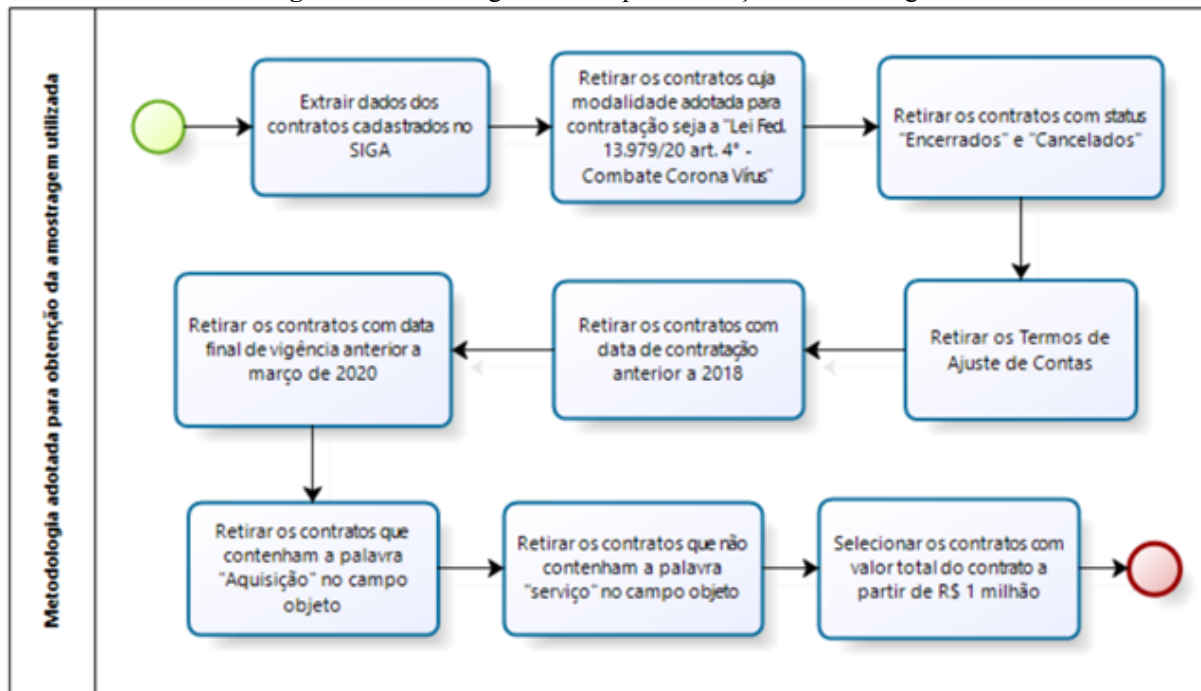 Metodologia adotada para obtenção da amostragem utilizada
Extrair dados dos
contratos cadastrados no
SIGA
Retirar os contratos cuja
modalidade adotada para
contratação seja a "Lei Fed.
13.979/20 art. 4° -
Combate Corona Vírus"
Retirar os contratos com status
"Encerrados" e "Cancelados"
Retirar os Termos de
Ajuste de Contas
Retirar os contratos com
data de contratação
anterior a 2018
Retirar os contratos com data
final de vigência anterior a
março de 2020
Retirar os contratos que
contenham a palavra
"Aquisição" no campo
objeto
Retirar os contratos que não
contenham a palavra
"serviço" no campo objeto
Selecionar os contratos com
valor total do contrato a
partir de R$ 1 milhão